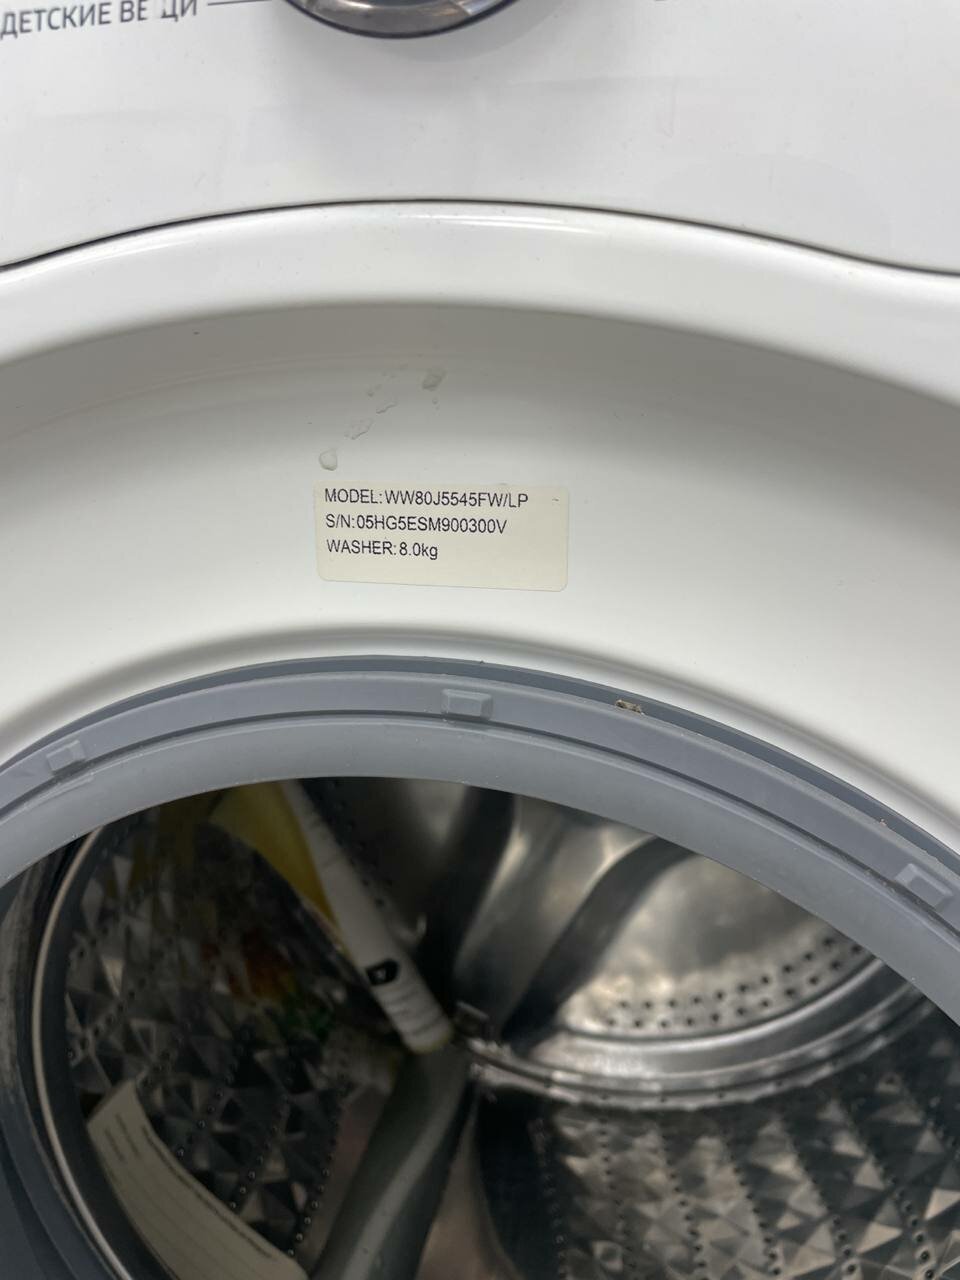 ДЕТСКИЕ ВЕЩИ
MODEL: WW80J5545FW/LP
S/N: 05HG5ESM900300V
WASHER: 8.0kg